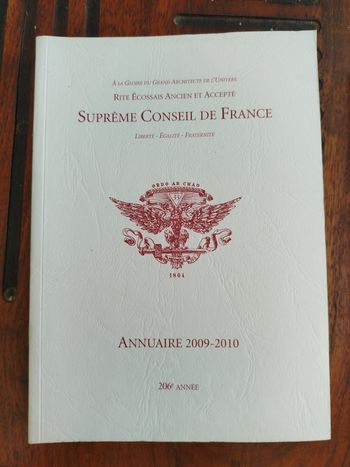 A LA GLOIRE DU GRAND ARCHITECTE DE L'UNIVERS
RITE ÉCOSSAIS ANCIEN ET ACCEPTÉ
SUPRÊME CONSEIL DE FRANCE
LIBERTÉ - ÉGALITÉ - FRATERNITÉ
ORDO AB CHAO
33
1804
ANNUAIRE 2009-2010
206e ANNÉE